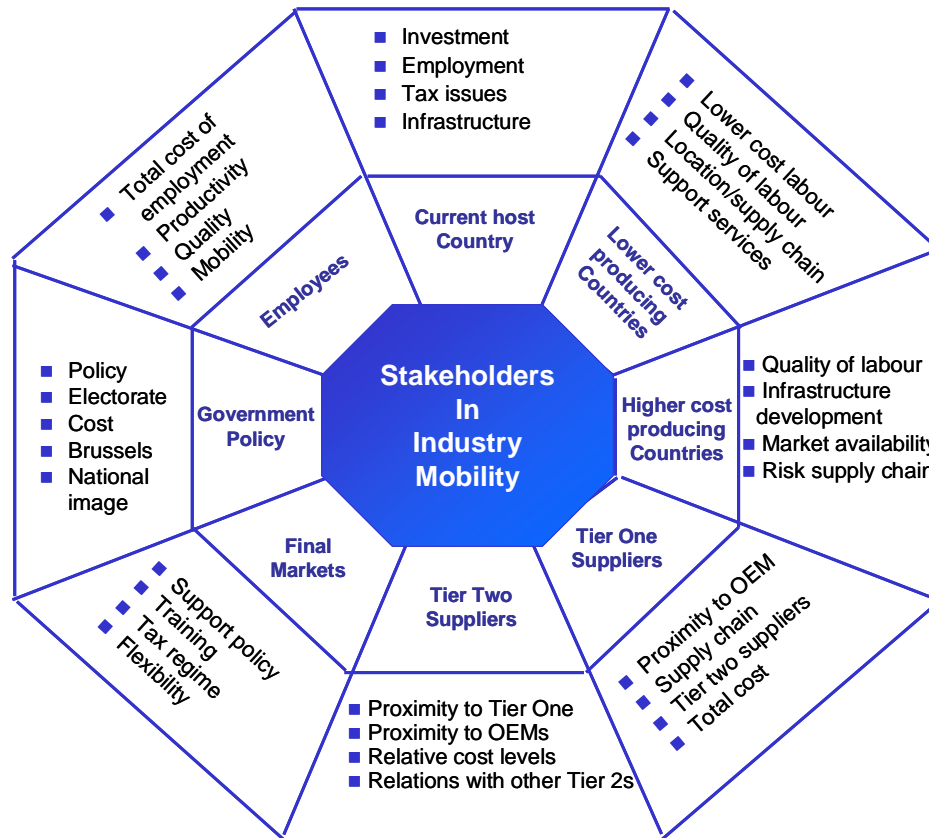 Investment
Employment
Tax issues
Infrastructure
Lower cost labour
Quality of labour
Location/supply chain
Support services
Total cost of
employment
Productivity
Quality
Mobility
Current host
Country
Lower cost
producing
Countries
Employees
Stakeholders
In
Industry
Mobility
Policy
Electorate
Cost
Brussels
National
image
Government
Policy
Higher cost
producing
Countries
Quality of labour
Infrastructure
development
Market availability
Risk supply chain
Final
Markets
Tier Two
Suppliers
Tier One
Suppliers
Support policy
Training
Tax regime
Flexibility
Proximity to Tier One
Proximity to OEMs
Relative cost levels
Relations with other Tier 2s
Proximity to OEM
Supply chain
Tier two suppliers
Total cost